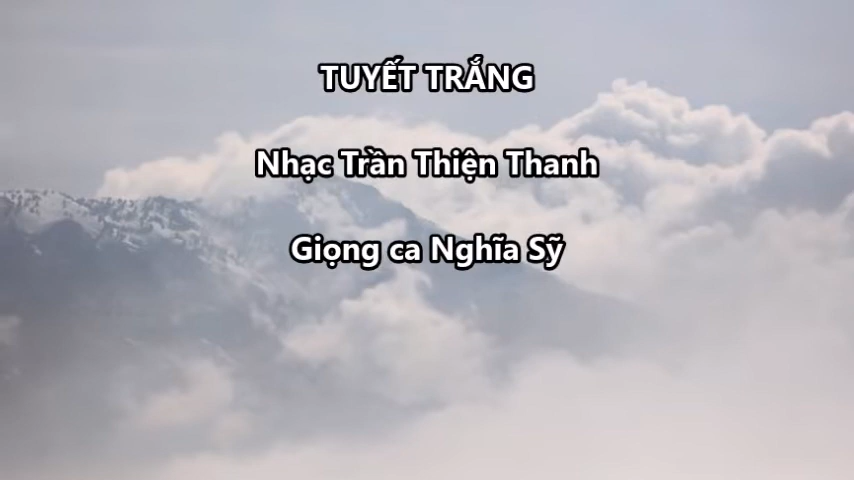 TUYẾT TRẮNG
Nhạc Trần Thiện Thanh
Giọng ca Nghĩa Sỹ